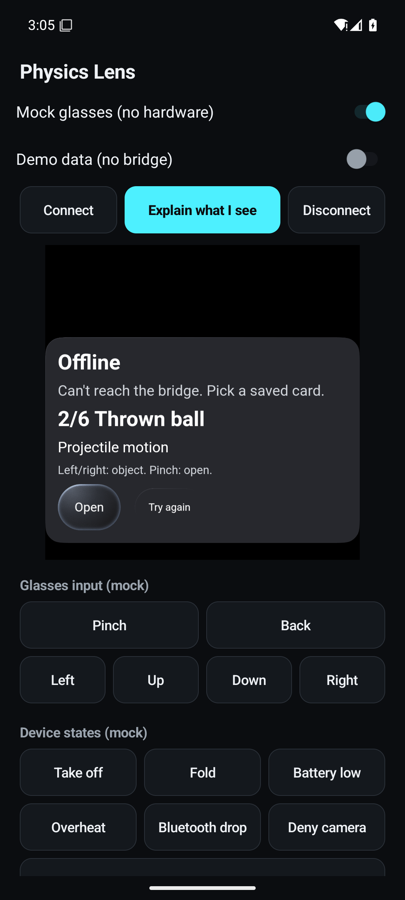 3:05
Physics Lens
Mock glasses (no hardware)
Demo data (no bridge)
Connect
Explain what I see
Disconnect
Offline
Can't reach the bridge. Pick a saved card.
2/6 Thrown ball
Projectile motion
Left/right: object. Pinch: open.
Open
Try again
Glasses input (mock)
Pinch
Back
Left
Up
Down
Right
Device states (mock)
Take off
Fold
Battery low
Overheat
Bluetooth drop
Deny camera